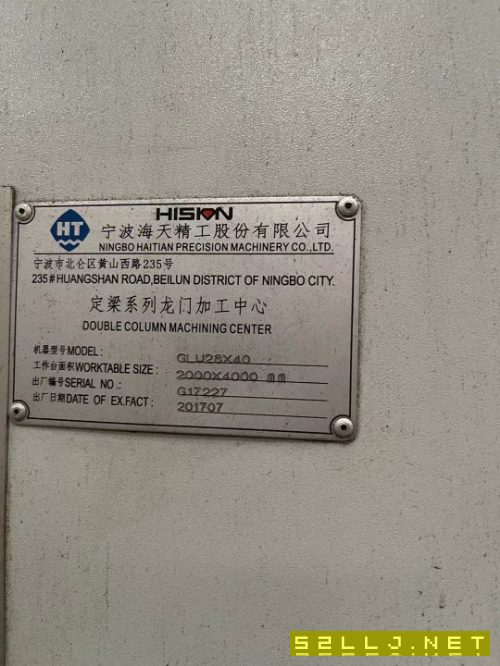 HISION
HT
宁波海天精工股份有限公司
NINGBO HAITIAN PRECISION MACHINERY CO.,LTD.
宁波市北仑区黄山西路235号
235#HUANGSHAN ROAD,BEILUN DISTRICT OF NINGBO CITY.
定梁系列龙门加工中心
DOUBLE COLUMN MACHINING CENTER
机器型号MODEL: GLU28X40
工作台面积WORKTABLE SIZE: 2000X4000 mm
出厂编号SERIAL NO.: G17227
出厂日期DATE OF EX.FACT: 201707
52LLJ.NET